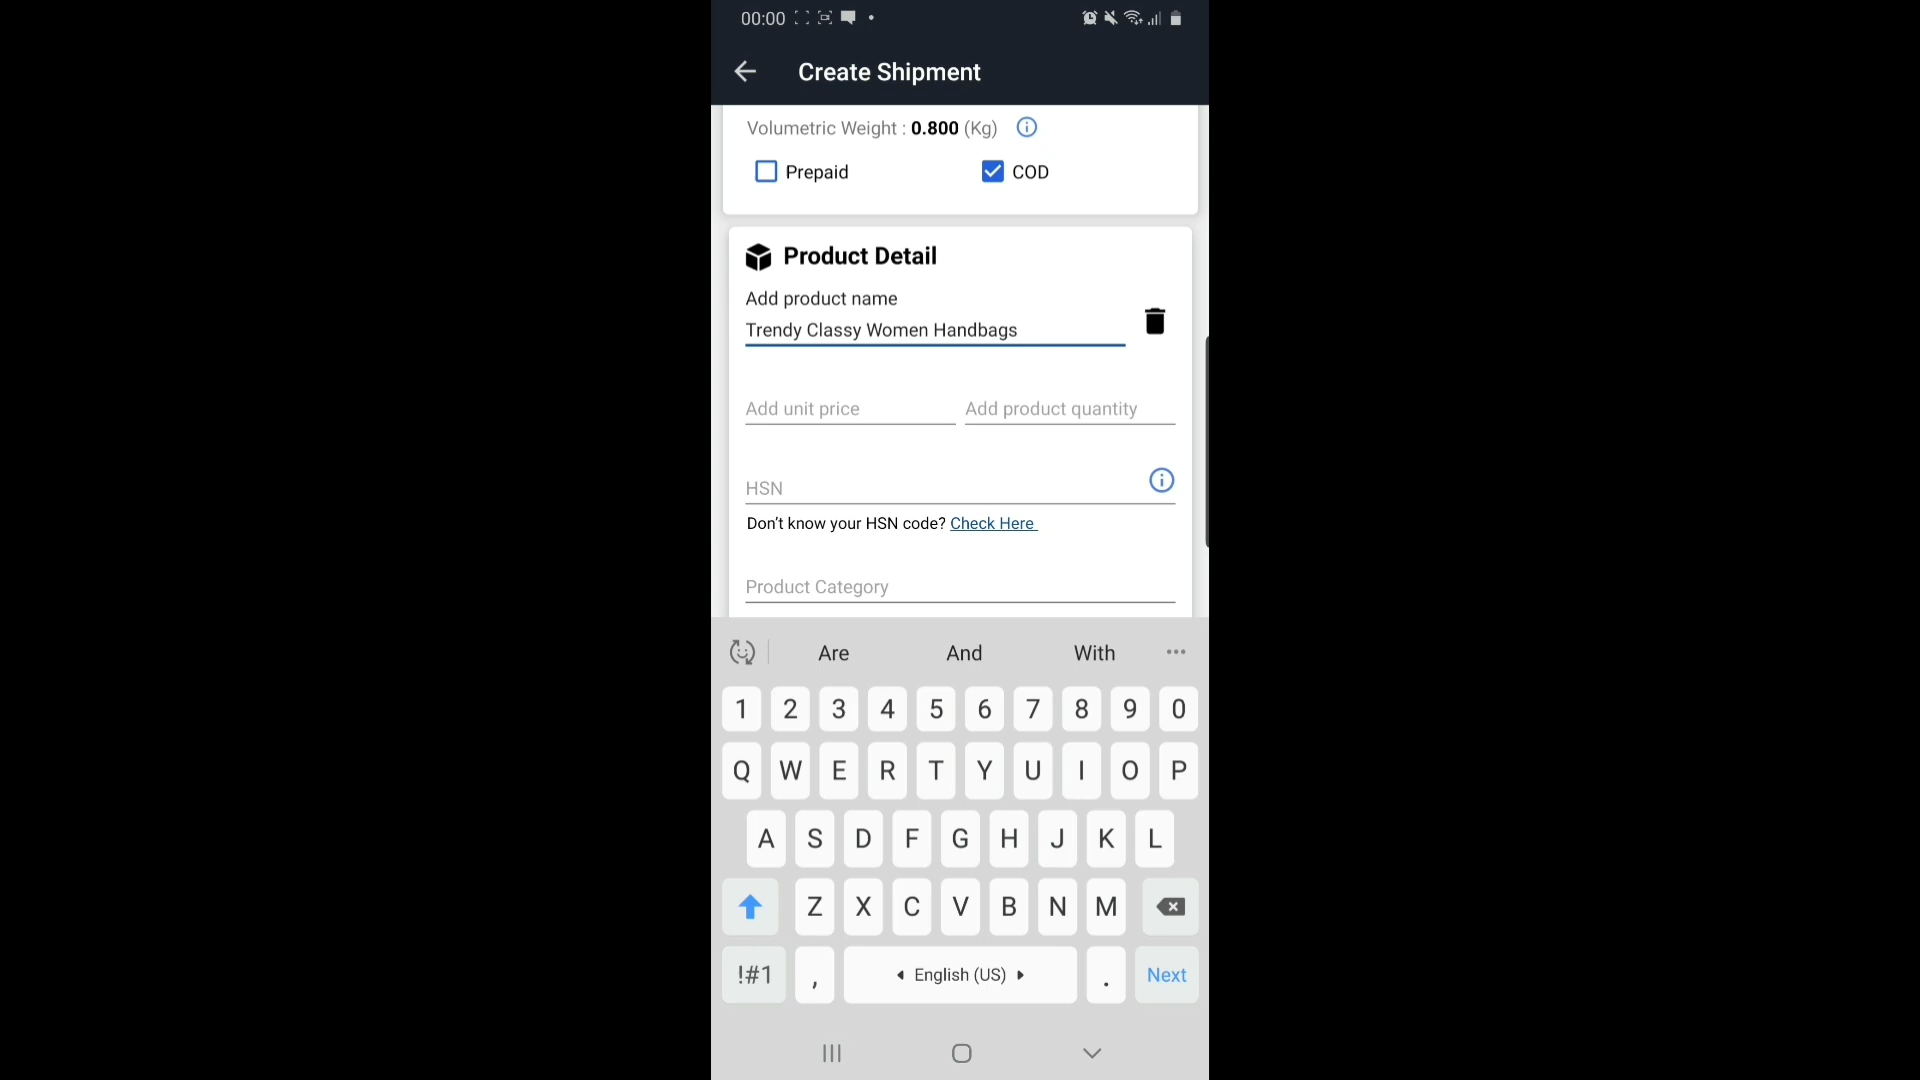 00:00
Create Shipment
Volumetric Weight : 0.800 (Kg)
Prepaid COD
Product Detail
Add product name
Trendy Classy Women Handbags
Add unit price Add product quantity
HSN
Don't know your HSN code? Check Here
Product Category
Are And With
1 2 3 4 5 6 7 8 9 0
Q W E R T Y U I O P
A S D F G H J K L
Z X C V B N M
!#1 , English (US) . Next